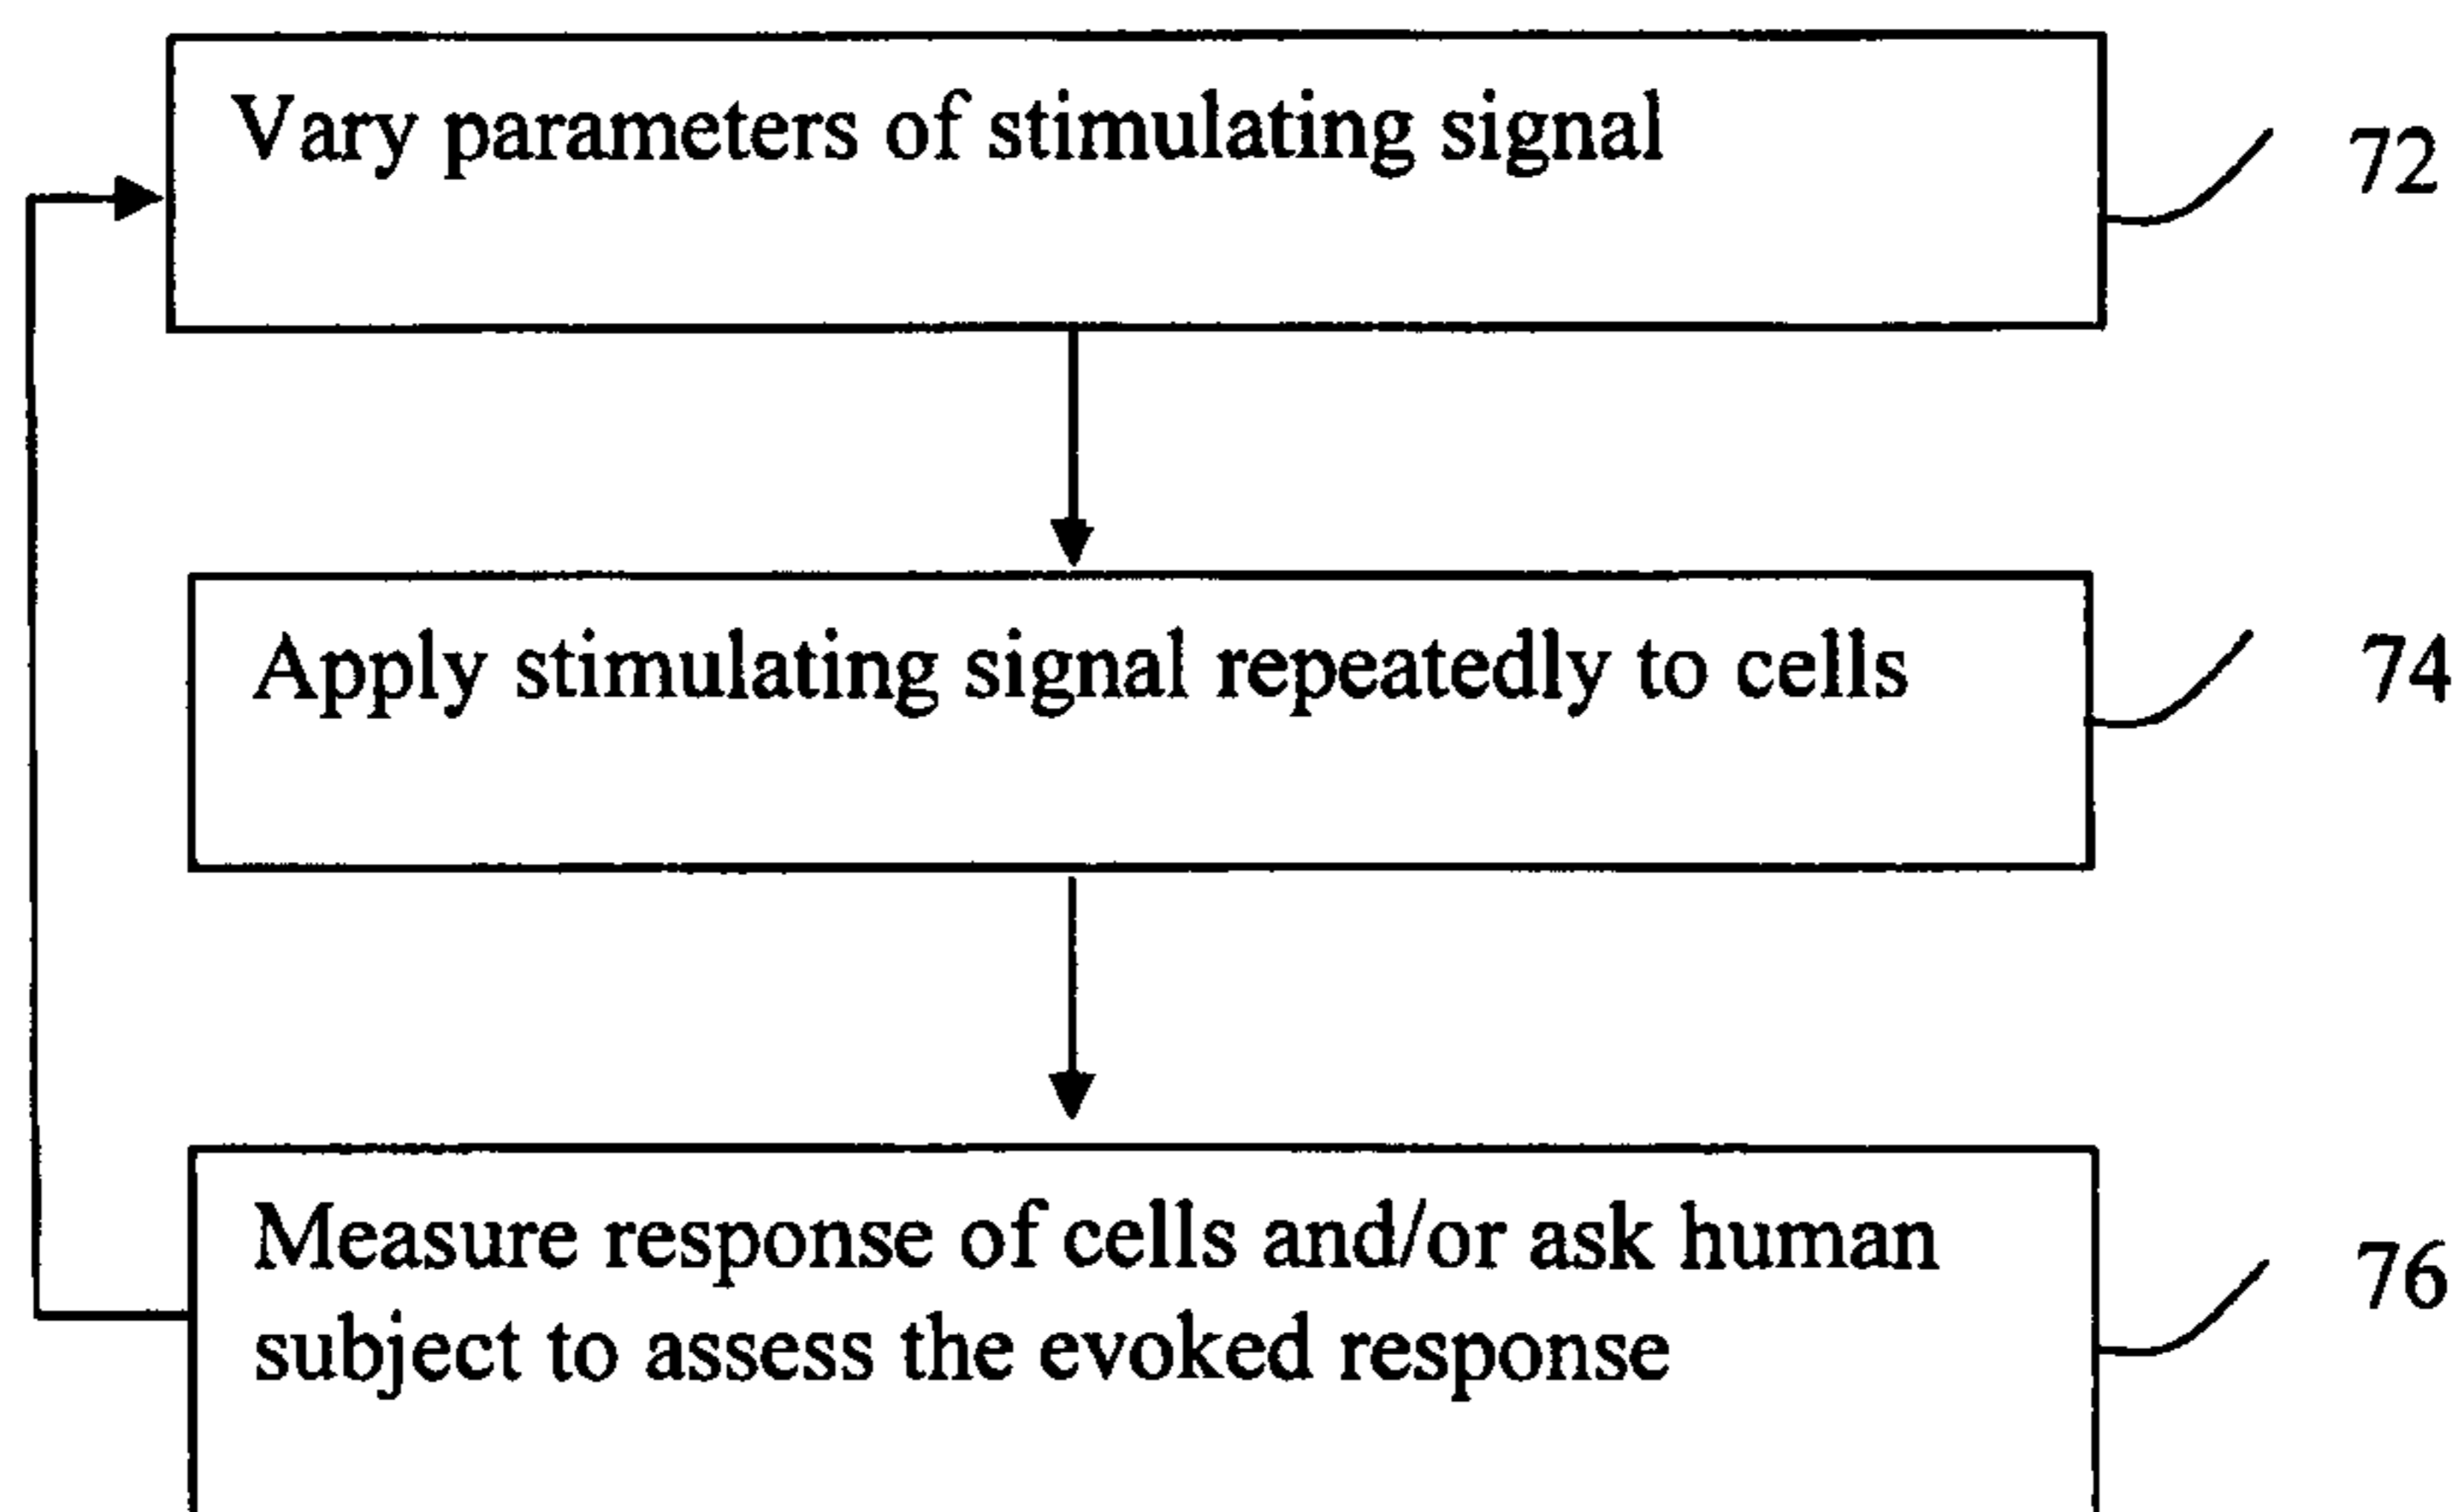 Vary parameters of stimulating signal
72
Apply stimulating signal repeatedly to cells
74
Measure response of cells and/or ask human
subject to assess the evoked response
76